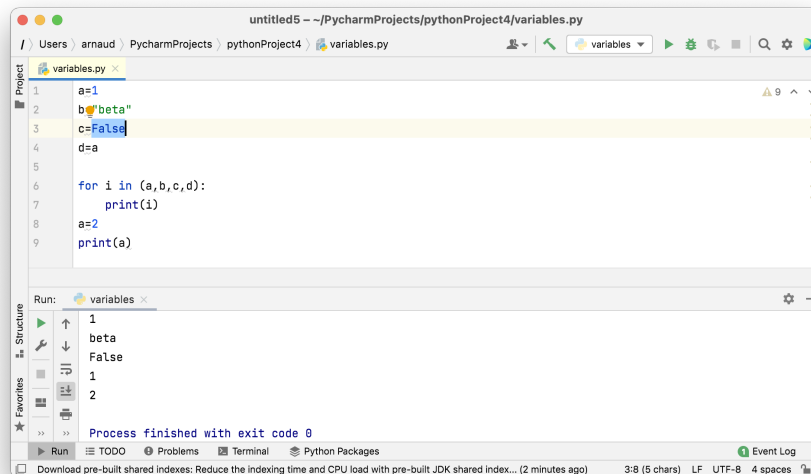 untitled5 – ~/PycharmProjects/pythonProject4/variables.py
/ Users arnaud PycharmProjects pythonProject4 variables.py
variables
Project
variables.py
9
1 a=1
2 b="beta"
3 c=False
4 d=a
5
6 for i in (a,b,c,d):
7     print(i)
8 a=2
9 print(a)
Run: variables
Structure
Favorites
1
beta
False
1
2
Process finished with exit code 0
>> >>
Run TODO Problems Terminal Python Packages 1 Event Log
Download pre-built shared indexes: Reduce the indexing time and CPU load with pre-built JDK shared index... (2 minutes ago) 3:8 (5 chars) LF UTF-8 4 spaces